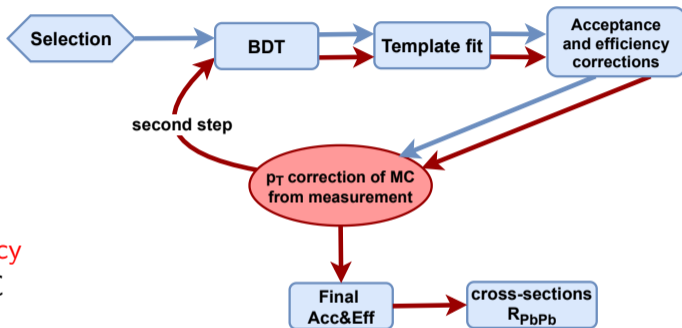 Selection
BDT
Template fit
Acceptance
and efficiency
corrections
second step
pT correction of MC
from measurement
cy
Final
Acc&Eff
cross-sections
RPbPb